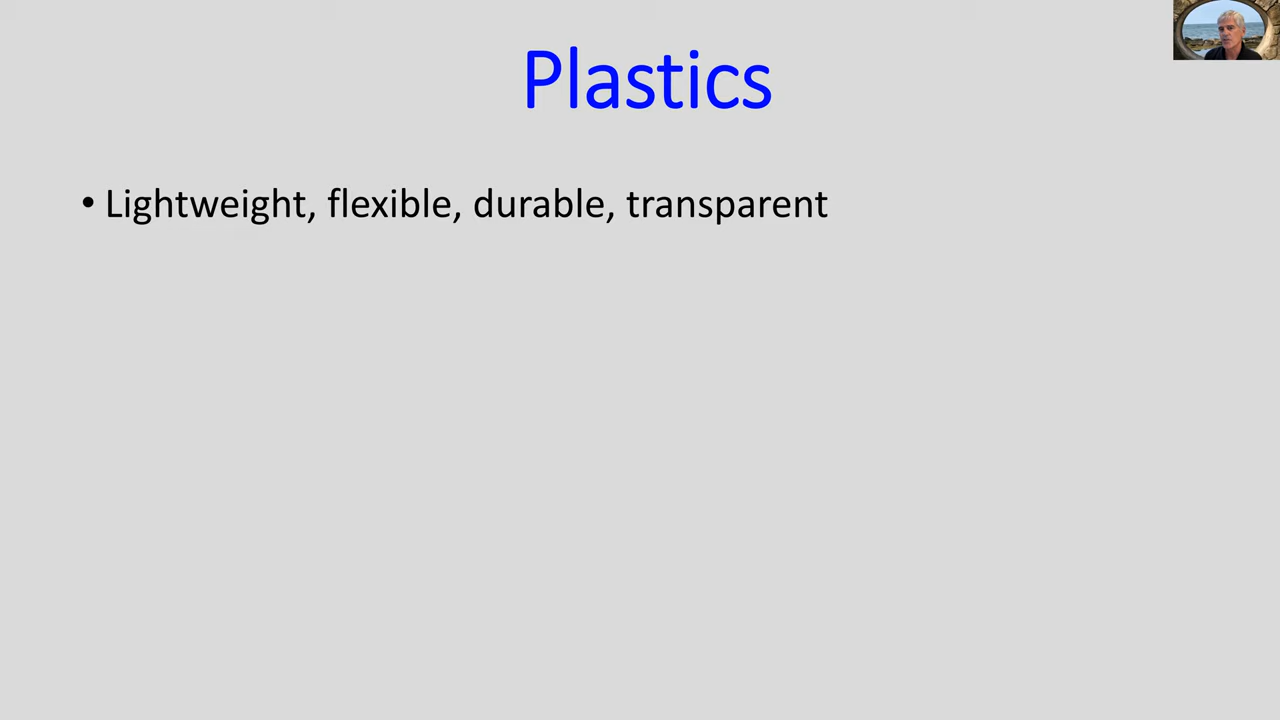 Plastics
• Lightweight, flexible, durable, transparent